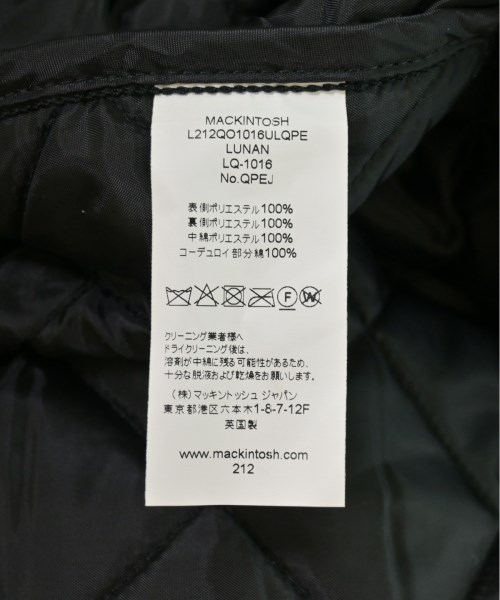 MACKINTOSH
L212QO1016ULQPE
LUNAN
LQ-1016
No.QPEJ
表側ポリエステル100%
裏側ポリエステル100%
中綿ポリエステル100%
コーデュロイ部分綿100%
F W
クリーニング業者様へ
ドライクリーニング後は、
溶剤が中綿に残る可能性があるため、
十分な脱液および乾燥をお願いします。
(株)マッキントッシュ ジャパン
東京都港区六本木1-8-7-12F
英国製
www.mackintosh.com
212